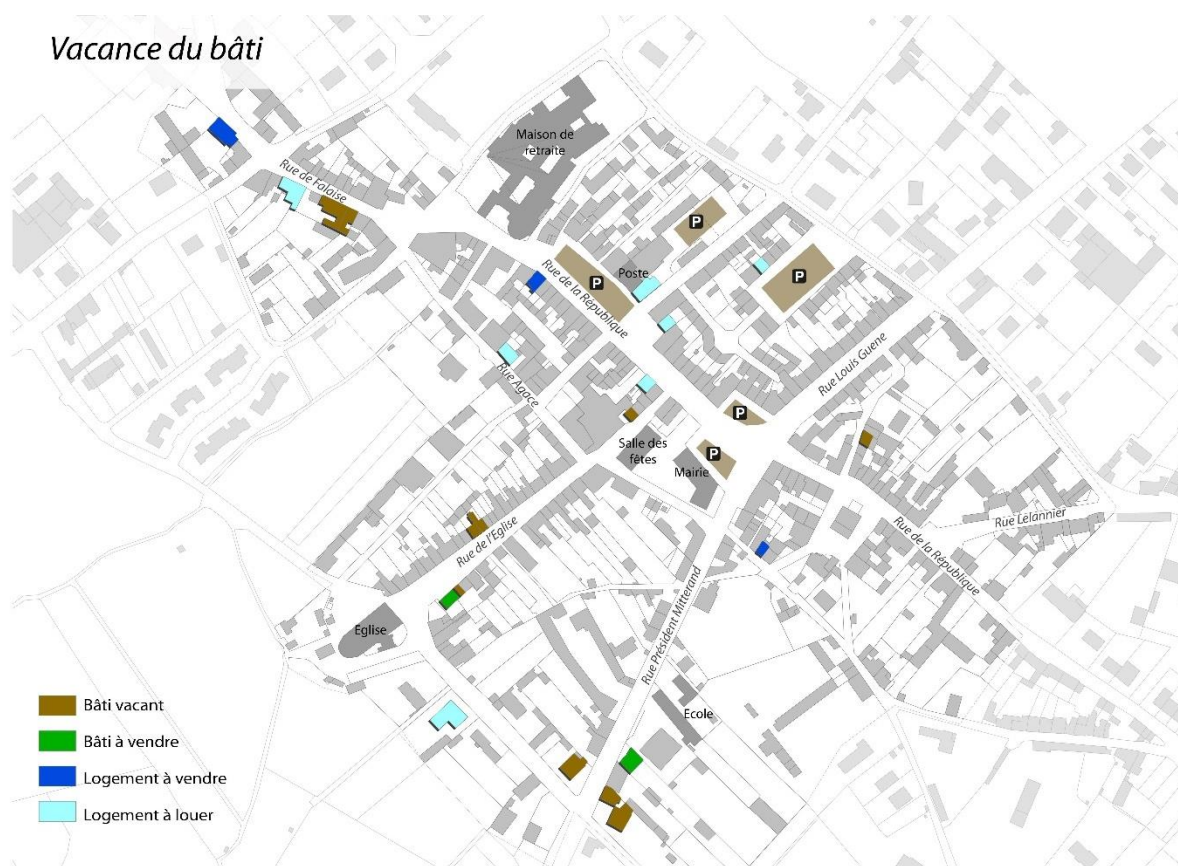 Vacance du bâti
Maison de
retraite
Rue de Falaise
P
Poste
P
P
Rue de la République
Rue Louis Guene
Rue Agace
P
Salle des
fêtes
P
Mairie
Rue de l'Eglise
Rue Lelannier
Rue de la République
Rue Président Mitterand
Eglise
Ecole
Bâti vacant
Bâti à vendre
Logement à vendre
Logement à louer